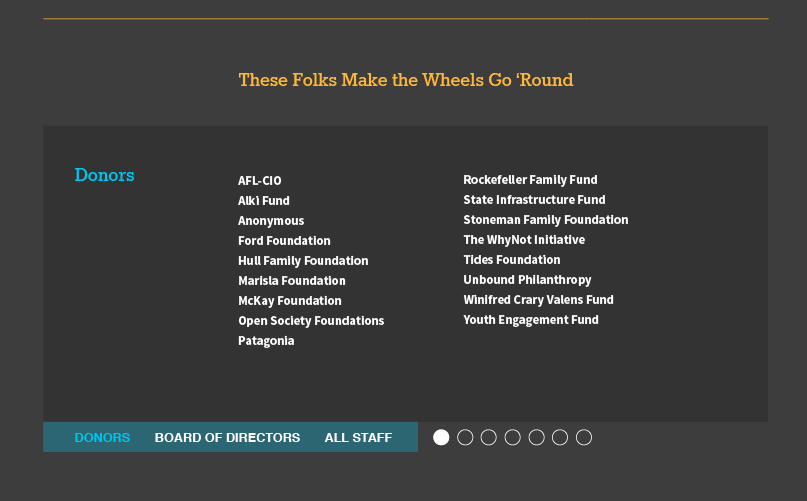 These Folks Make the Wheels Go ‘Round
Donors
AFL-CIO
Alki Fund
Anonymous
Ford Foundation
Hull Family Foundation
Marisla Foundation
McKay Foundation
Open Society Foundations
Patagonia
Rockefeller Family Fund
State Infrastructure Fund
Stoneman Family Foundation
The WhyNot Initiative
Tides Foundation
Unbound Philanthropy
Winifred Crary Valens Fund
Youth Engagement Fund
DONORS BOARD OF DIRECTORS ALL STAFF